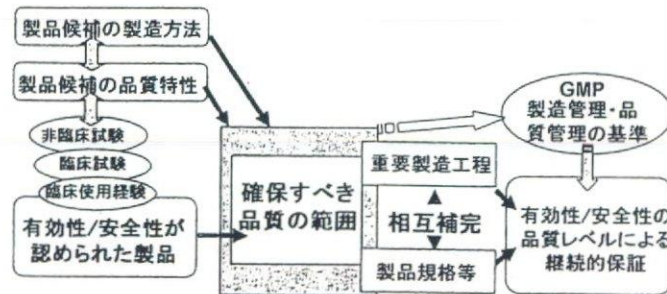 製品候補の製造方法
製品候補の品質特性
非臨床試験
臨床試験
臨床使用経験
有効性/安全性が
認められた製品
確保すべき
品質の範囲
重要製造工程
相互補完
製品規格等
GMP
製造管理・品
質管理の基準
有効性/安全性の
品質レベルによる
継続的保証